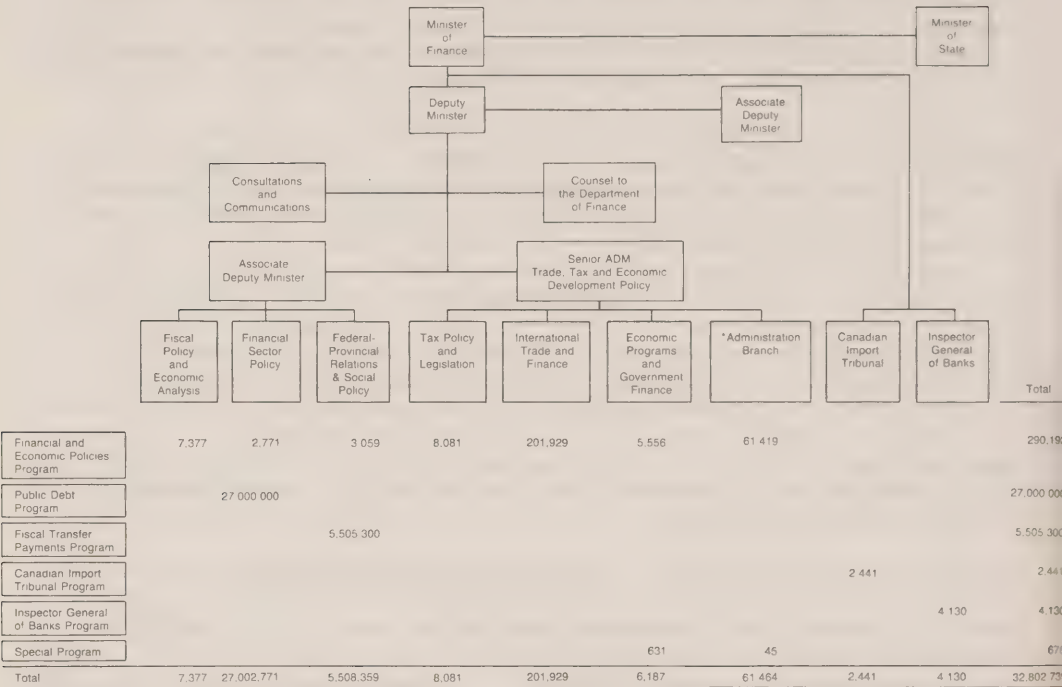 Minister
of
Finance
Minister
of
State
Deputy
Minister
Associate
Deputy
Minister
Consultations
and
Communications
Counsel to
the Department
of Finance
Associate
Deputy Minister
Senior ADM
Trade, Tax and Economic
Development Policy
Fiscal
Policy
and
Economic
Analysis
Financial
Sector
Policy
Federal-
Provincial
Relations
& Social
Policy
Tax Policy
and
Legislation
International
Trade and
Finance
Economic
Programs
and
Government
Finance
*Administration
Branch
Canadian
Import
Tribunal
Inspector
General
of Banks
Total
Financial and
Economic Policies
Program
7,377 2,771 3 059 8,081 201,929 5,556 61 419
Public Debt
Program
27 000 000 27,000 000
Fiscal Transfer
Payments Program
5,505 300 5,505 300
Canadian Import
Tribunal Program
2 441 2,441
Inspector General
of Banks Program
4 130 4,130
Special Program
631 45
Total 7,377 27,002,771 5,508,359 8,081 201,929 6,187 61 464 2,441 4 130